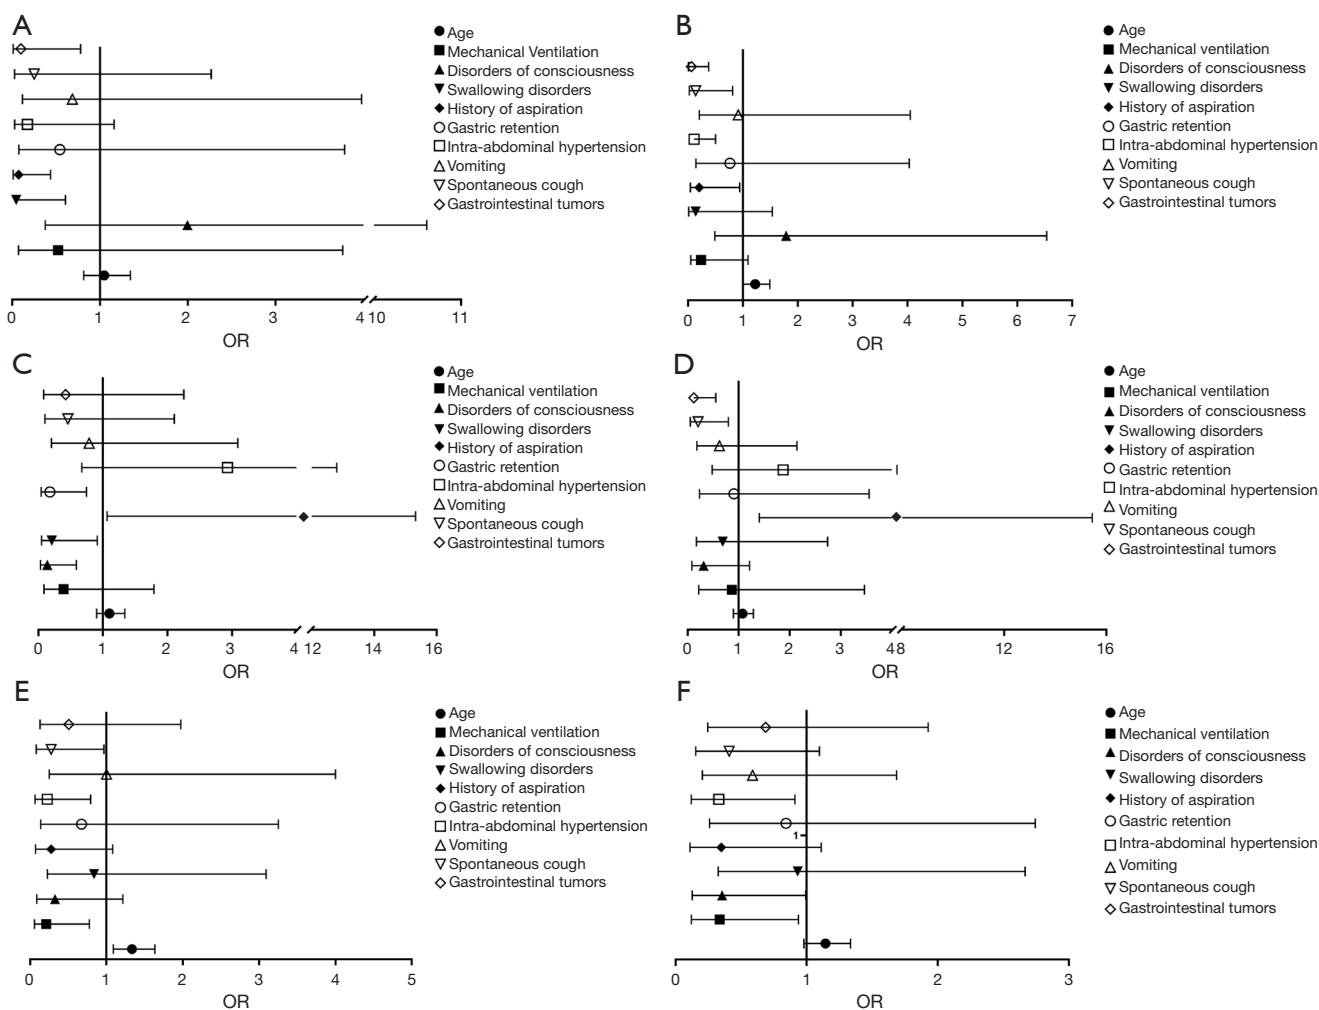 A
Age
Mechanical Ventilation
Disorders of consciousness
Swallowing disorders
History of aspiration
Gastric retention
Intra-abdominal hypertension
Vomiting
Spontaneous cough
Gastrointestinal tumors
0 1 2 3 4 10 11
OR
B
Age
Mechanical ventilation
Disorders of consciousness
Swallowing disorders
History of aspiration
Gastric retention
Intra-abdominal hypertension
Vomiting
Spontaneous cough
Gastrointestinal tumors
0 1 2 3 4 5 6 7
OR
C
Age
Mechanical ventilation
Disorders of consciousness
Swallowing disorders
History of aspiration
Gastric retention
Intra-abdominal hypertension
Vomiting
Spontaneous cough
Gastrointestinal tumors
0 1 2 3 4 12 14 16
OR
D
Age
Mechanical ventilation
Disorders of consciousness
Swallowing disorders
History of aspiration
Gastric retention
Intra-abdominal hypertension
Vomiting
Spontaneous cough
Gastrointestinal tumors
0 1 2 3 4 8 12 16
OR
E
Age
Mechanical ventilation
Disorders of consciousness
Swallowing disorders
History of aspiration
Gastric retention
Intra-abdominal hypertension
Vomiting
Spontaneous cough
Gastrointestinal tumors
0 1 2 3 4 5
OR
F
Age
Mechanical ventilation
Disorders of consciousness
Swallowing disorders
History of aspiration
Gastric retention
Intra-abdominal hypertension
Vomiting
Spontaneous cough
Gastrointestinal tumors
1
0 1 2 3
OR